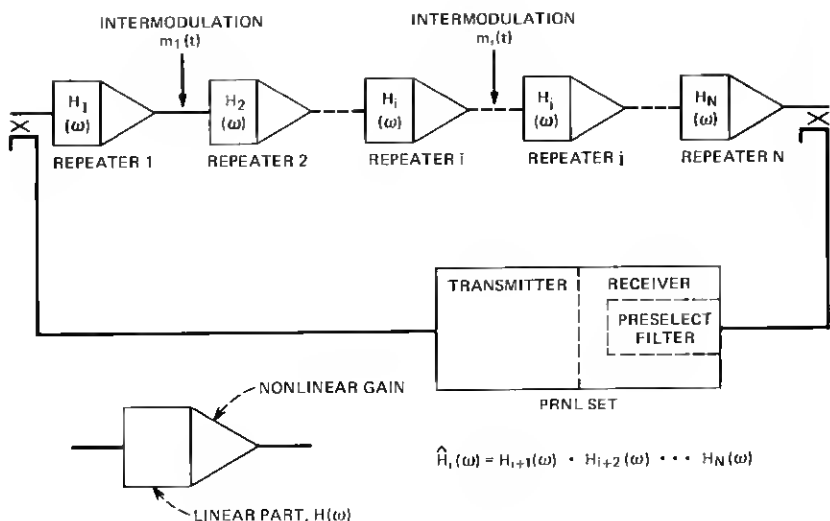 INTERMODULATION
m1(t)
INTERMODULATION
mi(t)
H1
(ω)
H2
(ω)
Hi
(ω)
Hj
(ω)
HN
(ω)
REPEATER 1
REPEATER 2
REPEATER i
REPEATER j
REPEATER N
TRANSMITTER
RECEIVER
PRESELECT
FILTER
PRNL SET
NONLINEAR GAIN
Ĥi(ω) = Hi+1(ω) • Hi+2(ω) • • • HN(ω)
LINEAR PART, H(ω)